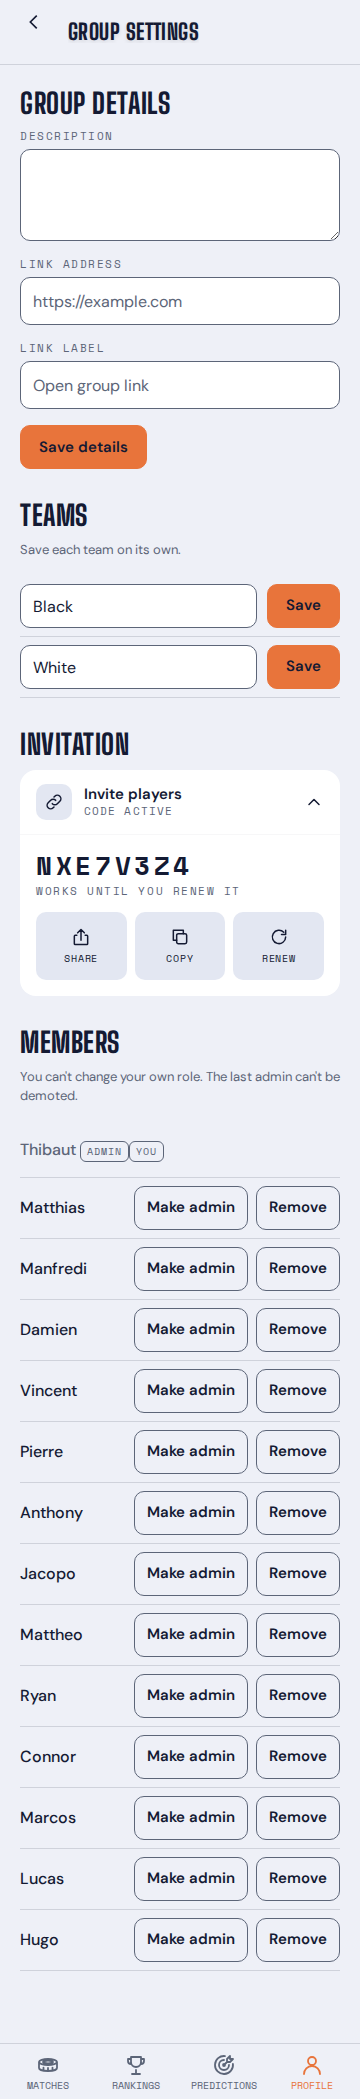 GROUP SETTINGS
GROUP DETAILS
DESCRIPTION
LINK ADDRESS
https://example.com
LINK LABEL
Open group link
Save details
TEAMS
Save each team on its own.
Black Save
White Save
INVITATION
Invite players
CODE ACTIVE
NXE7V3Z4
WORKS UNTIL YOU RENEW IT
SHARE COPY RENEW
MEMBERS
You can't change your own role. The last admin can't be
demoted.
Thibaut ADMIN YOU
Matthias Make admin Remove
Manfredi Make admin Remove
Damien Make admin Remove
Vincent Make admin Remove
Pierre Make admin Remove
Anthony Make admin Remove
Jacopo Make admin Remove
Mattheo Make admin Remove
Ryan Make admin Remove
Connor Make admin Remove
Marcos Make admin Remove
Lucas Make admin Remove
Hugo Make admin Remove
MATCHES RANKINGS PREDICTIONS PROFILE